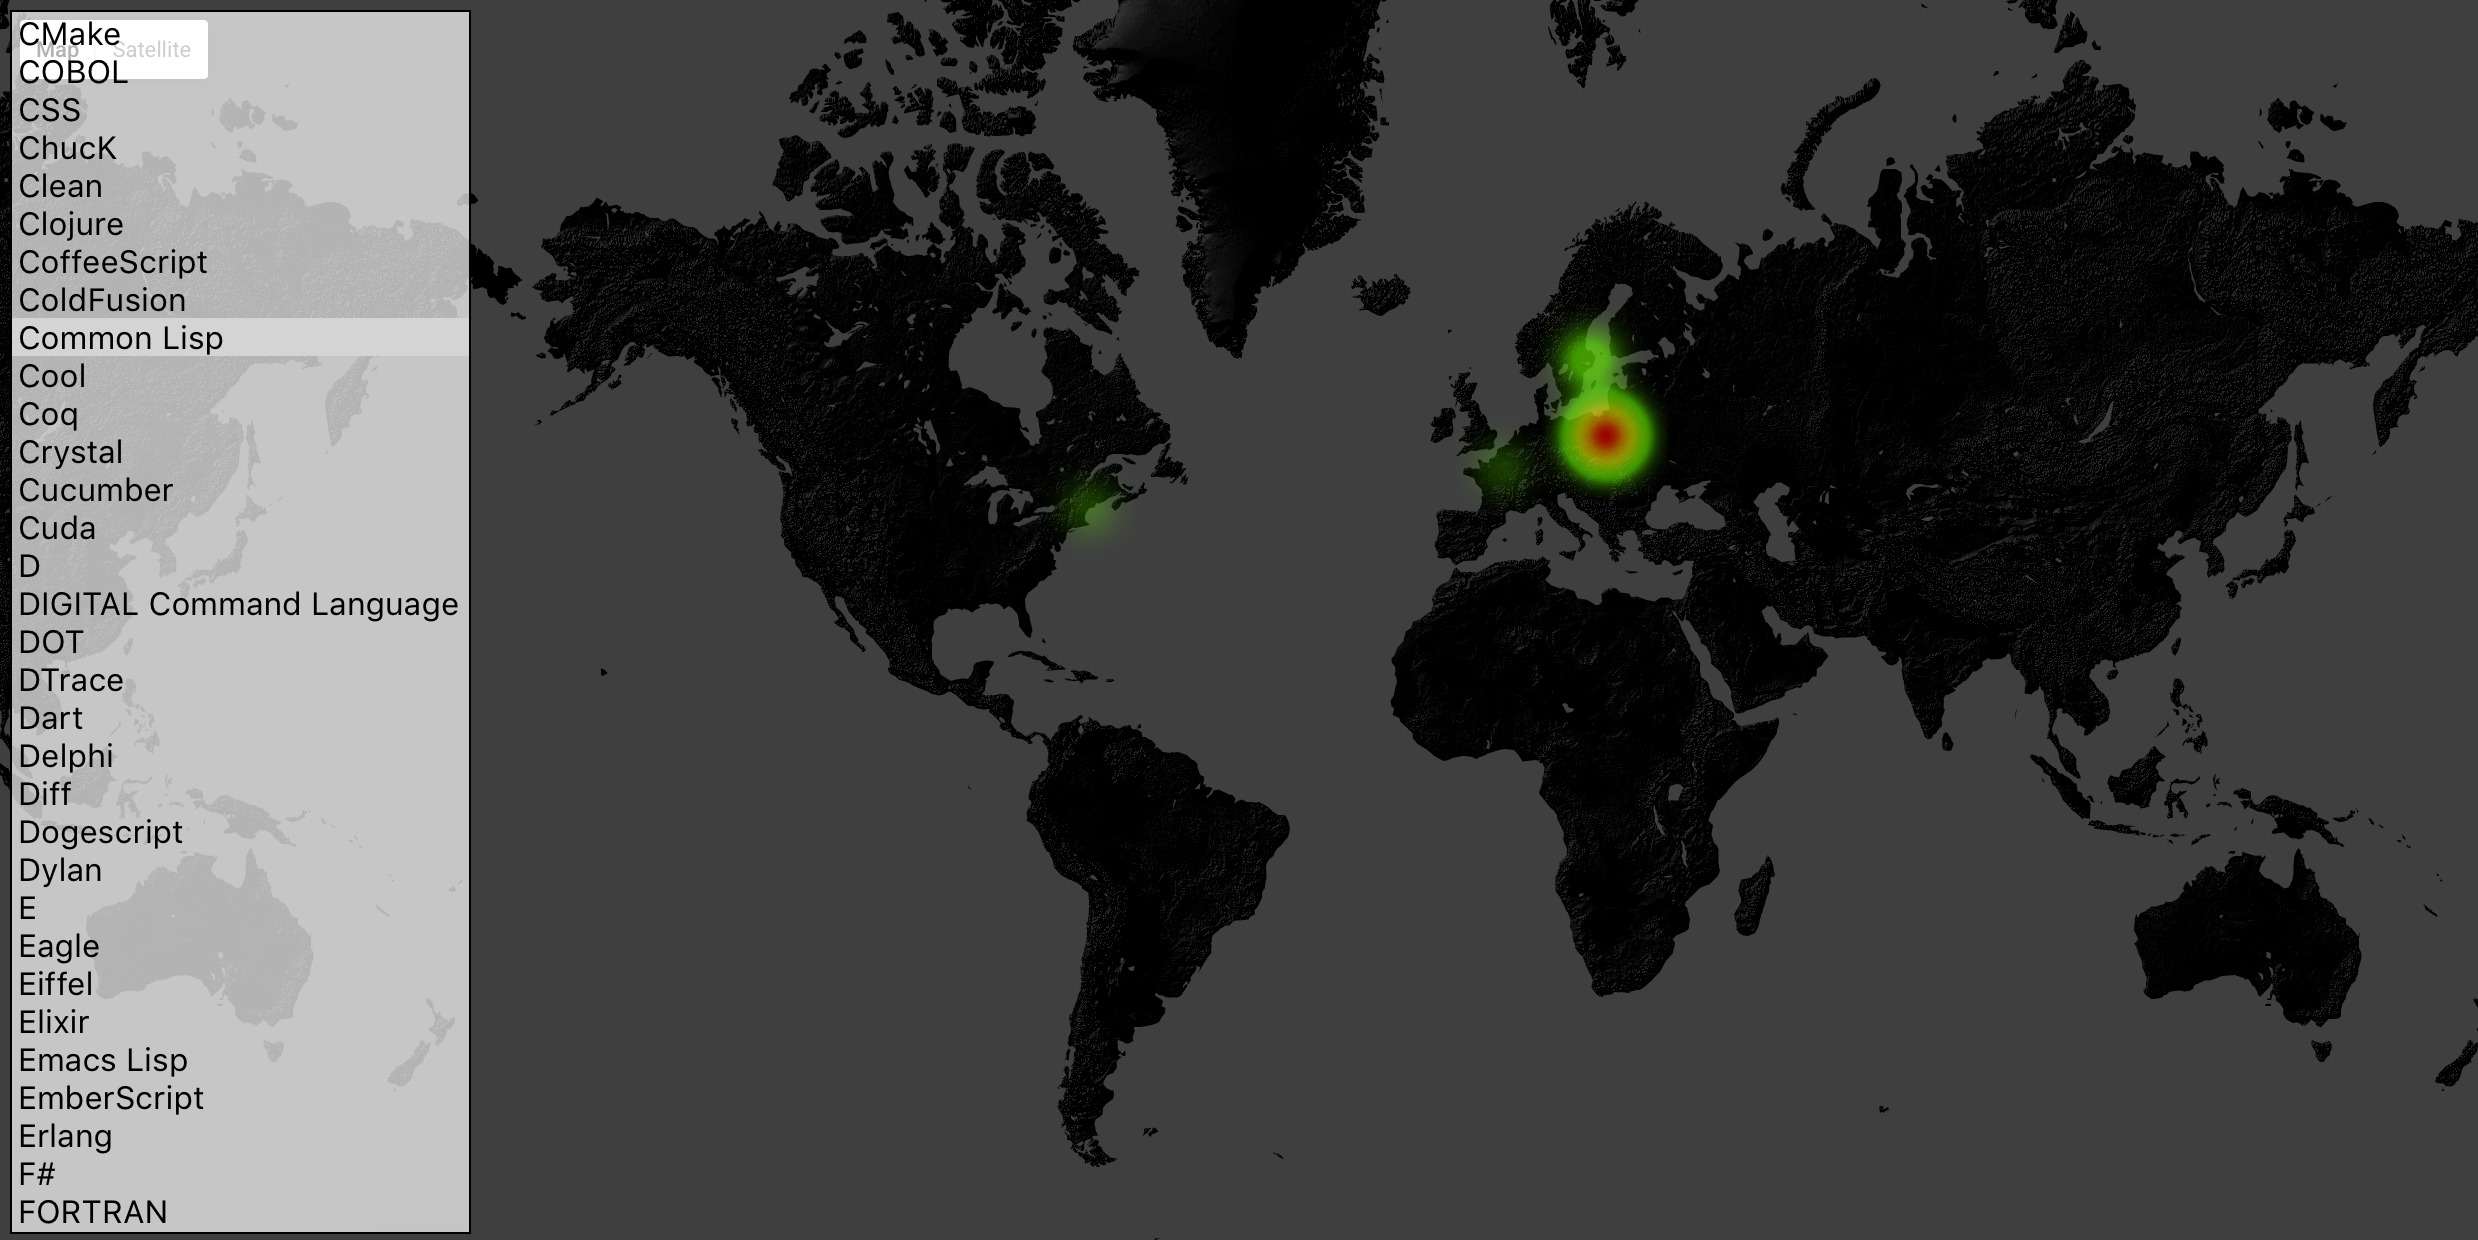 CMake
Map Satellite
COBOL
CSS
ChucK
Clean
Clojure
CoffeeScript
ColdFusion
Common Lisp
Cool
Coq
Crystal
Cucumber
Cuda
D
DIGITAL Command Language
DOT
DTrace
Dart
Delphi
Diff
Dogescript
Dylan
E
Eagle
Eiffel
Elixir
Emacs Lisp
EmberScript
Erlang
F#
FORTRAN